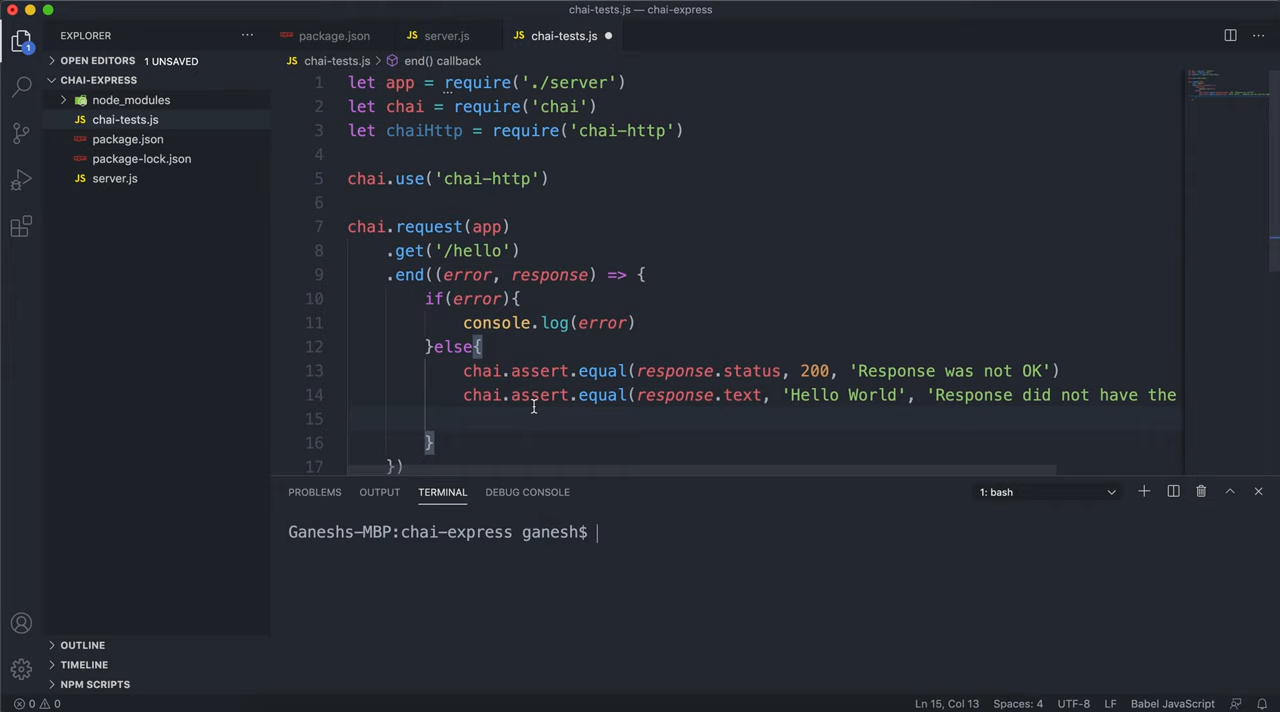 chai-tests.js — chai-express
EXPLORER
package.json
server.js
chai-tests.js
OPEN EDITORS 1 UNSAVED
chai-tests.js > end() callback
CHAI-EXPRESS
node_modules
chai-tests.js
package.json
package-lock.json
server.js
1 let app = require('./server')
2 let chai = require('chai')
3 let chaiHttp = require('chai-http')
4
5 chai.use('chai-http')
6
7 chai.request(app)
8 .get('/hello')
9 .end((error, response) => {
10 if(error){
11 console.log(error)
12 }else{
13 chai.assert.equal(response.status, 200, 'Response was not OK')
14 chai.assert.equal(response.text, 'Hello World', 'Response did not have the
15
16 }
17 })
PROBLEMS OUTPUT TERMINAL DEBUG CONSOLE 1: bash
Ganeshs-MBP:chai-express ganesh$
1
OUTLINE
TIMELINE
NPM SCRIPTS
0 0 Ln 15, Col 13 Spaces: 4 UTF-8 LF Babel JavaScript